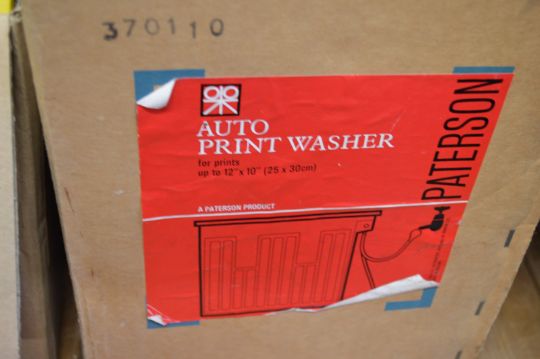 370110
AUTO
PRINT WASHER
for prints
up to 12"x 10" (25 x 30cm)
A PATERSON PRODUCT
PATERSON